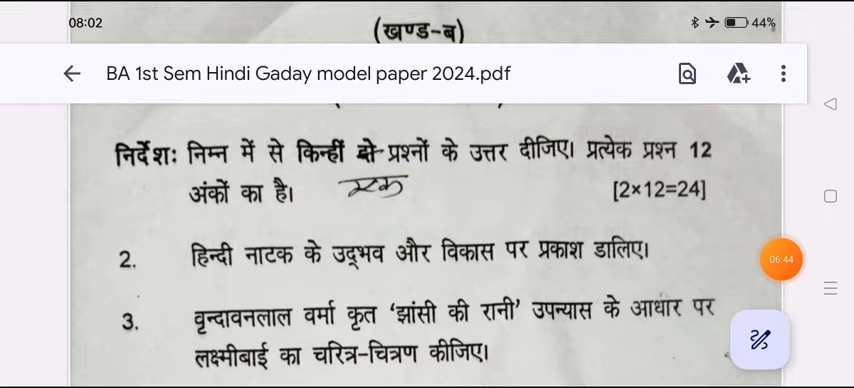 08:02
44%
(खण्ड-ब)
BA 1st Sem Hindi Gaday model paper 2024.pdf
निर्देशः निम्न में से किन्हीं दो प्रश्नों के उत्तर दीजिए। प्रत्येक प्रश्न 12
अंकों का है। एक [2×12=24]
2. हिन्दी नाटक के उद्भव और विकास पर प्रकाश डालिए।
06:44
3. वृन्दावनलाल वर्मा कृत 'झांसी की रानी' उपन्यास के आधार पर
लक्ष्मीबाई का चरित्र-चित्रण कीजिए।